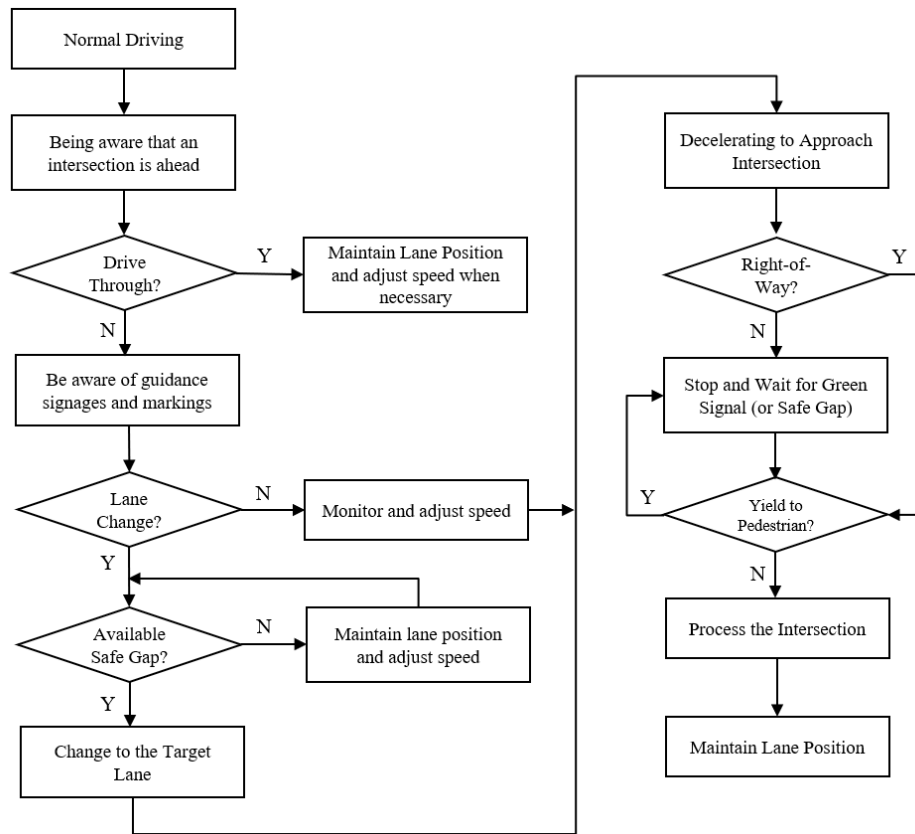 Normal Driving
Being aware that an
intersection is ahead
Drive
Through?
Y
Maintain Lane Position
and adjust speed when
necessary
N
Be aware of guidance
signages and markings
Lane
Change?
N
Monitor and adjust speed
Y
Available
Safe Gap?
N
Maintain lane position
and adjust speed
Y
Change to the Target
Lane
Decelerating to Approach
Intersection
Right-of-
Way?
Y
N
Stop and Wait for Green
Signal (or Safe Gap)
Y
Yield to
Pedestrian?
N
Process the Intersection
Maintain Lane Position